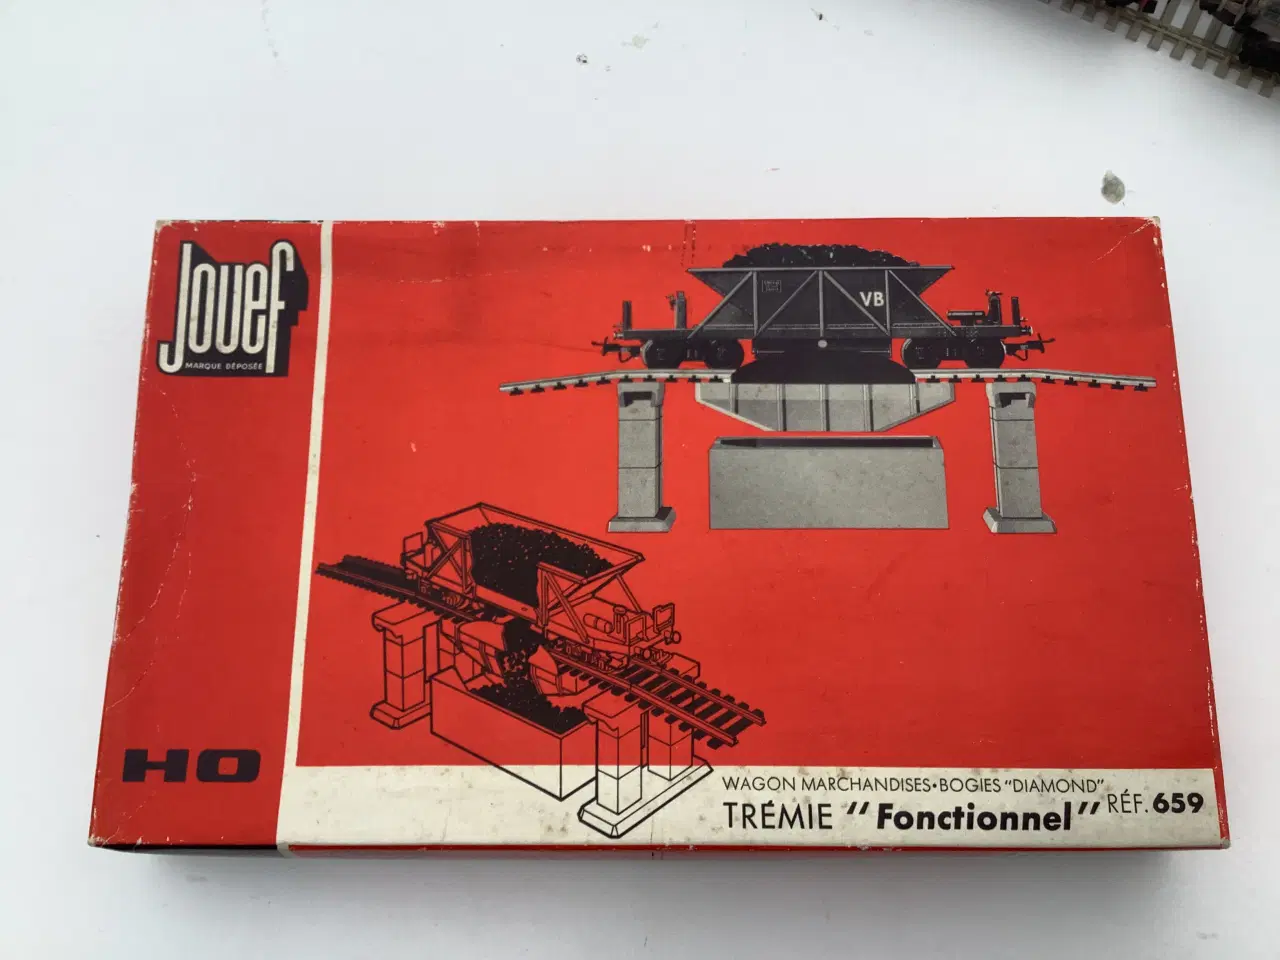 Jouef
MARQUE DÉPOSÉE
VB
HO
WAGON MARCHANDISES•BOGIES "DIAMOND"
TRÉMIE "Fonctionnel" RÉF. 659